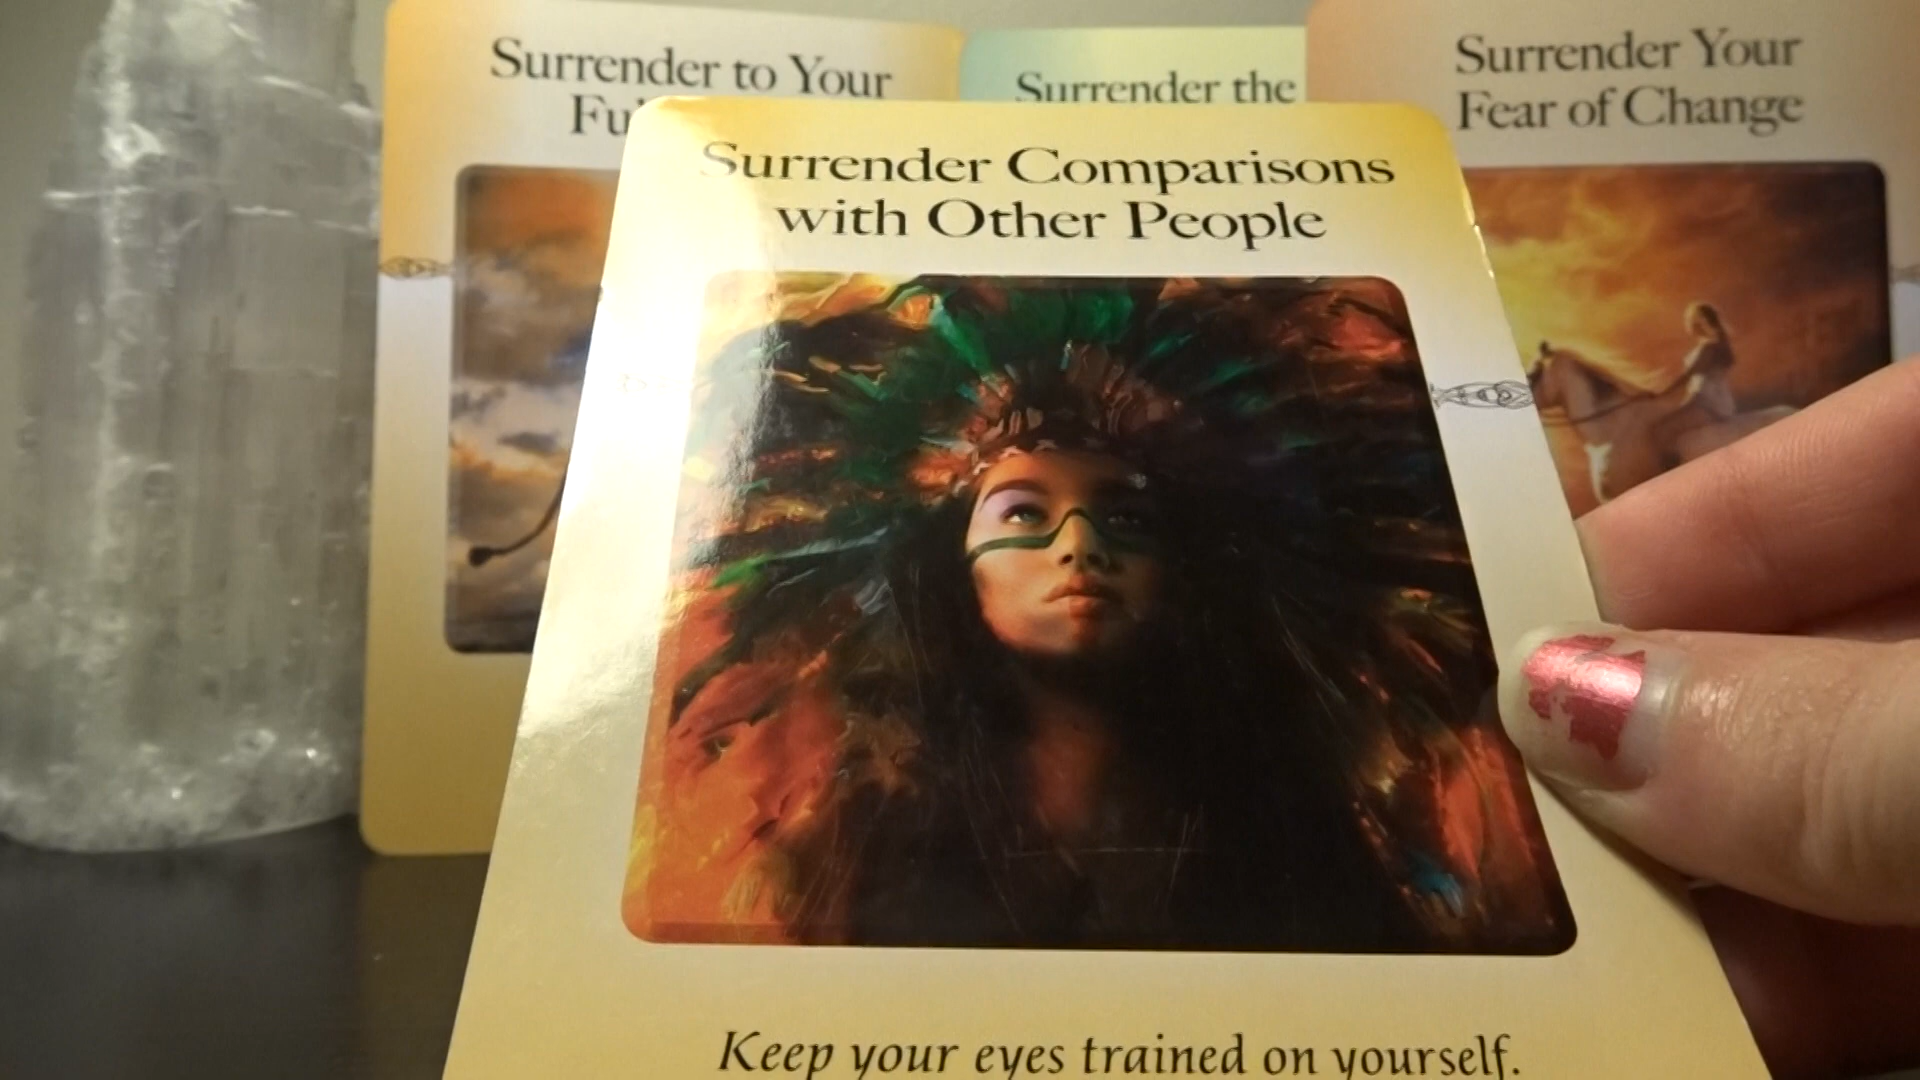 Surrender to Your
Surrender the
Surrender Your
Fear of Change
Surrender Comparisons
with Other People
Keep your eyes trained on yourself.